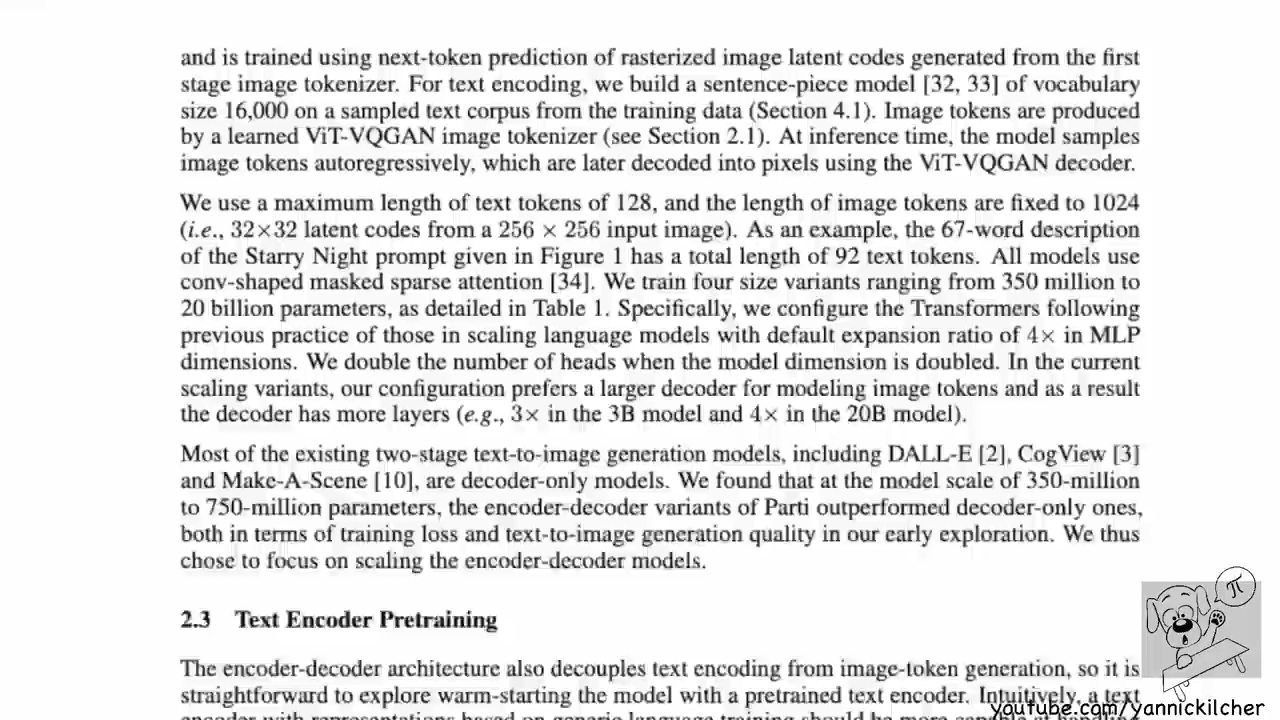 and is trained using next-token prediction of rasterized image latent codes generated from the first
stage image tokenizer. For text encoding, we build a sentence-piece model [32, 33] of vocabulary
size 16,000 on a sampled text corpus from the training data (Section 4.1). Image tokens are produced
by a learned ViT-VQGAN image tokenizer (see Section 2.1). At inference time, the model samples
image tokens autoregressively, which are later decoded into pixels using the ViT-VQGAN decoder.
We use a maximum length of text tokens of 128, and the length of image tokens are fixed to 1024
(i.e., 32×32 latent codes from a 256 × 256 input image). As an example, the 67-word description
of the Starry Night prompt given in Figure 1 has a total length of 92 text tokens. All models use
conv-shaped masked sparse attention [34]. We train four size variants ranging from 350 million to
20 billion parameters, as detailed in Table 1. Specifically, we configure the Transformers following
previous practice of those in scaling language models with default expansion ratio of 4× in MLP
dimensions. We double the number of heads when the model dimension is doubled. In the current
scaling variants, our configuration prefers a larger decoder for modeling image tokens and as a result
the decoder has more layers (e.g., 3× in the 3B model and 4× in the 20B model).
Most of the existing two-stage text-to-image generation models, including DALL-E [2], CogView [3]
and Make-A-Scene [10], are decoder-only models. We found that at the model scale of 350-million
to 750-million parameters, the encoder-decoder variants of Parti outperformed decoder-only ones,
both in terms of training loss and text-to-image generation quality in our early exploration. We thus
chose to focus on scaling the encoder-decoder models.
2.3 Text Encoder Pretraining
The encoder-decoder architecture also decouples text encoding from image-token generation, so it is
straightforward to explore warm-starting the model with a pretrained text encoder. Intuitively, a text
encoder with representations based on generic language training should be more capable at handling
π
youtube.com/yannickilcher